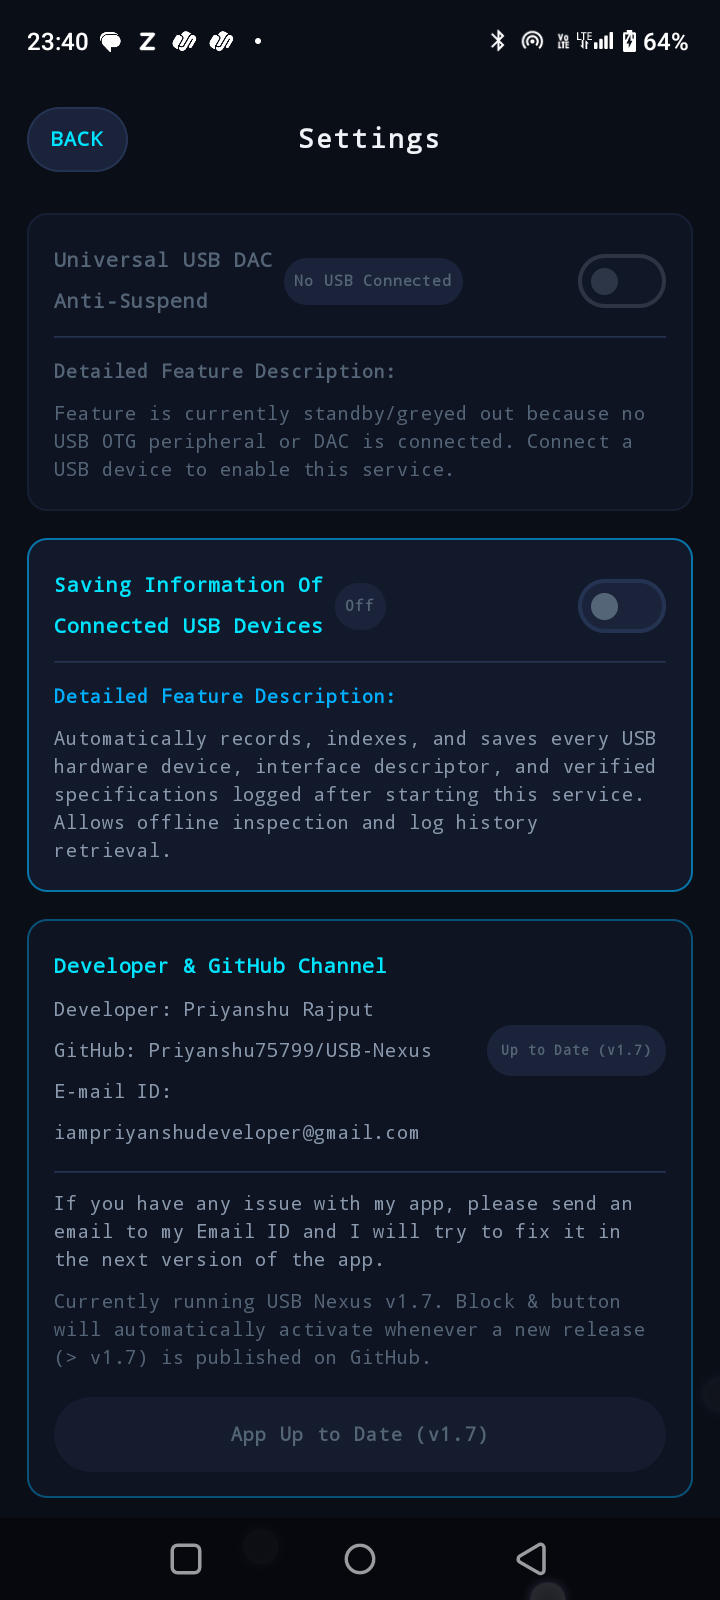 23:40
64%
BACK
Settings
Universal USB DAC
Anti-Suspend
No USB Connected
Detailed Feature Description:
Feature is currently standby/greyed out because no
USB OTG peripheral or DAC is connected. Connect a
USB device to enable this service.
Saving Information Of
Connected USB Devices
Off
Detailed Feature Description:
Automatically records, indexes, and saves every USB
hardware device, interface descriptor, and verified
specifications logged after starting this service.
Allows offline inspection and log history
retrieval.
Developer & GitHub Channel
Developer: Priyanshu Rajput
GitHub: Priyanshu75799/USB-Nexus
E-mail ID:
iampriyanshudeveloper@gmail.com
Up to Date (v1.7)
If you have any issue with my app, please send an
email to my Email ID and I will try to fix it in
the next version of the app.
Currently running USB Nexus v1.7. Block & button
will automatically activate whenever a new release
(> v1.7) is published on GitHub.
App Up to Date (v1.7)